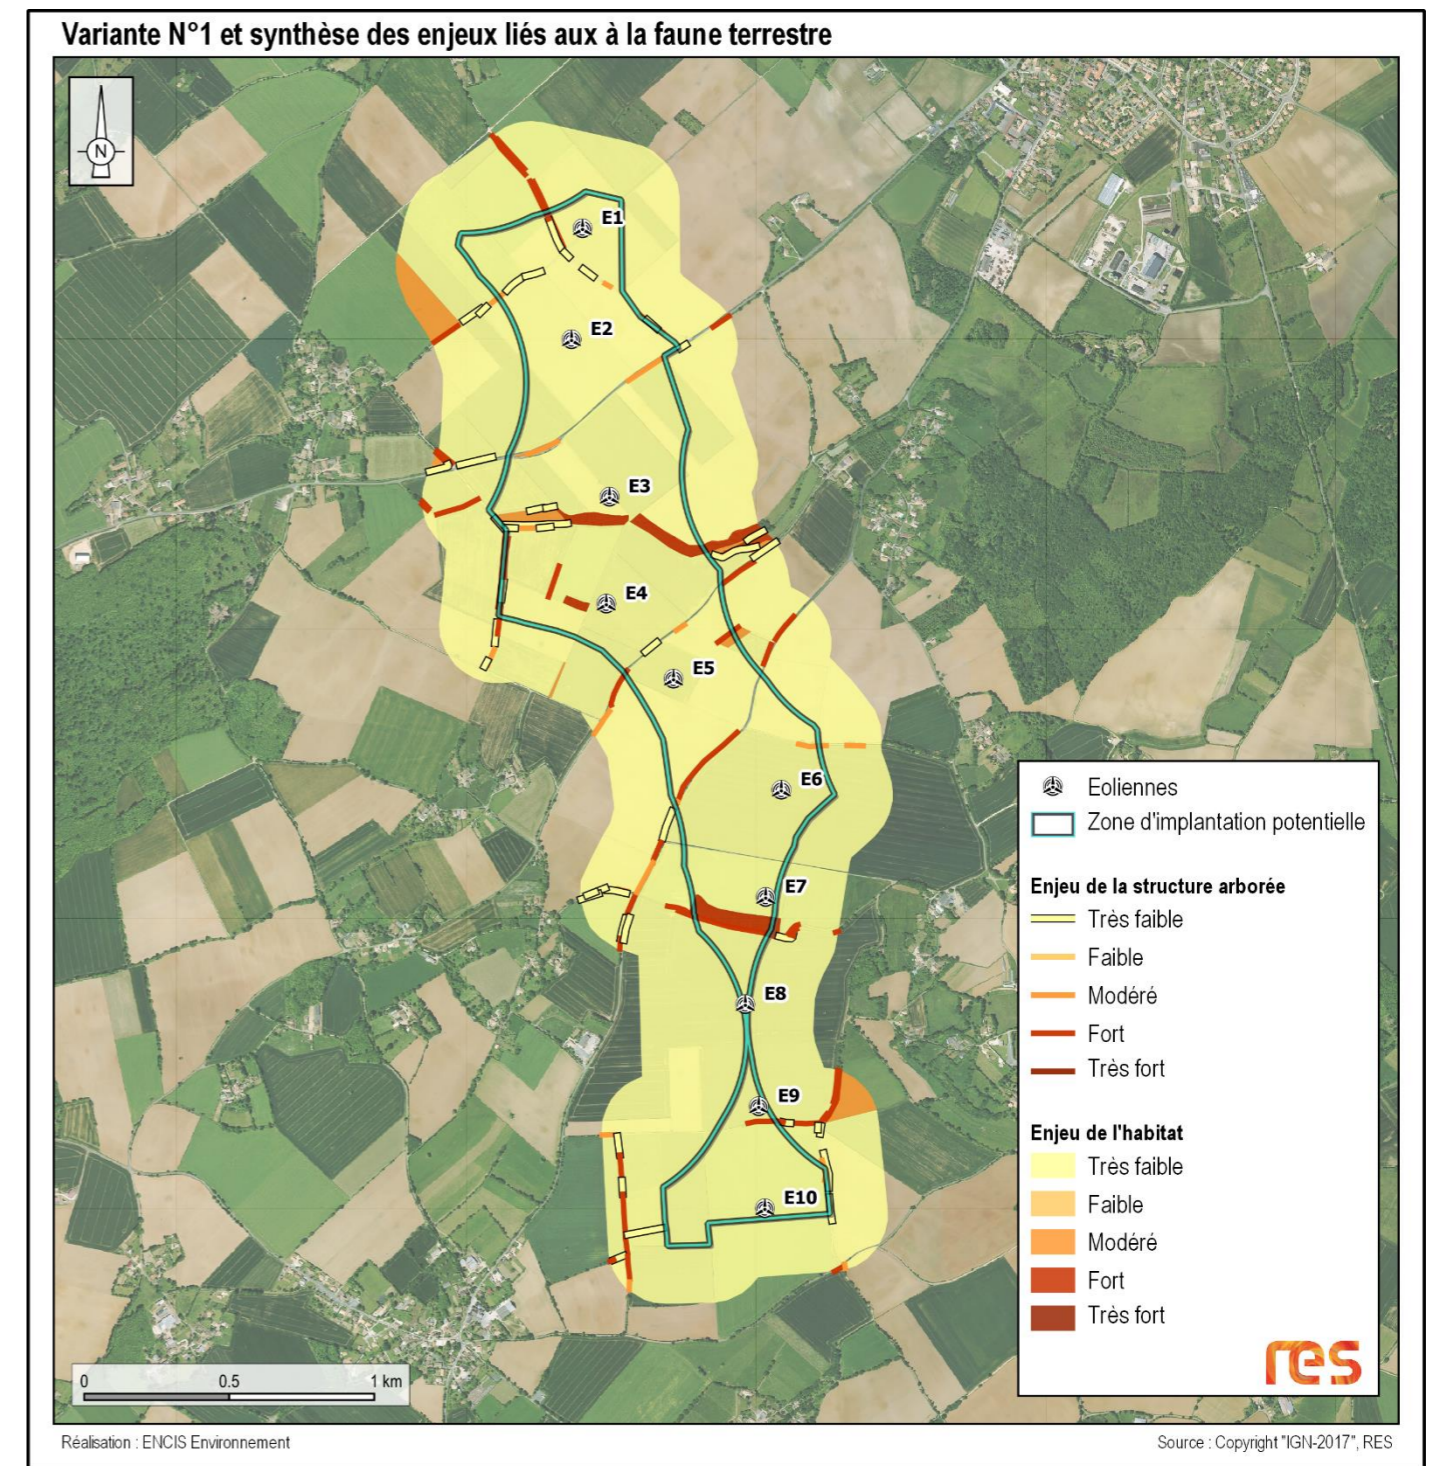 Variante N°1 et synthèse des enjeux liés aux à la faune terrestre
N
E1
E2
E3
E4
E5
E6
E7
E8
E9
E10
Eoliennes
Zone d'implantation potentielle
Enjeu de la structure arborée
Très faible
Faible
Modéré
Fort
Très fort
Enjeu de l'habitat
Très faible
Faible
Modéré
Fort
Très fort
res
0 0.5 1 km
Réalisation : ENCIS Environnement
Source : Copyright "IGN-2017", RES